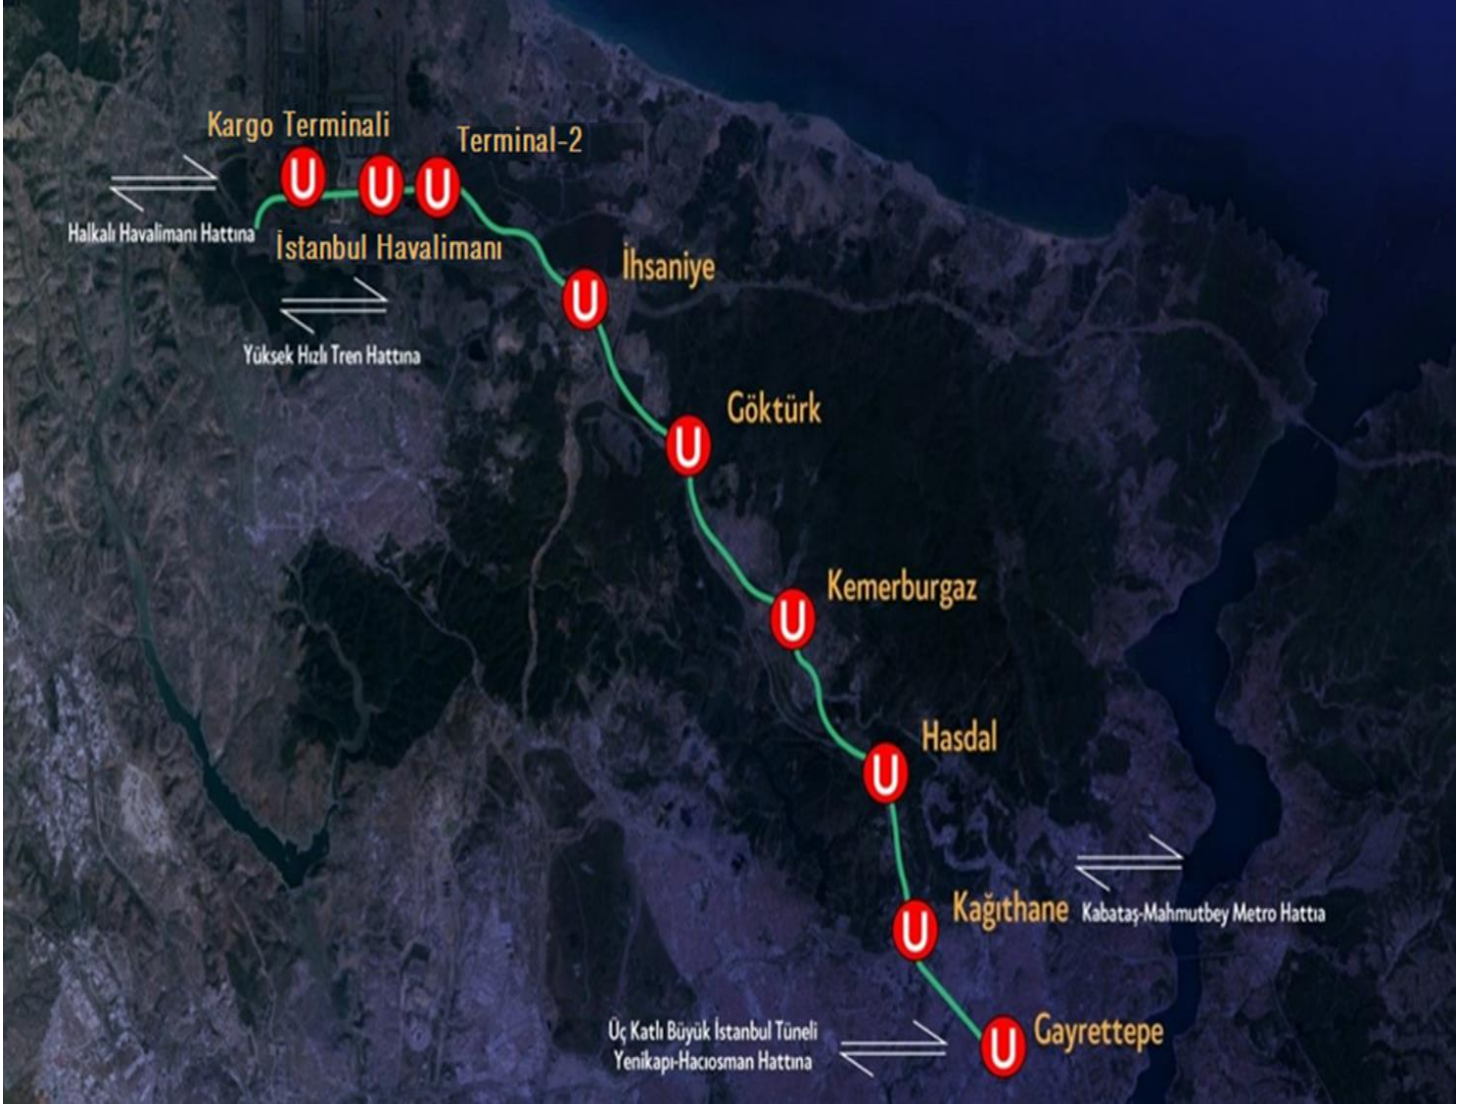 Kargo Terminali
U
U
U
Terminal-2
Halkalı Havalimanı Hattına
İstanbul Havalimanı
Yüksek Hızlı Tren Hattına
İhsaniye
U
Göktürk
U
Kemerburgaz
U
Hasdal
U
Kağıthane
U
Kabataş-Mahmutbey Metro Hattıa
Üç Katlı Büyük İstanbul Tüneli
Yenikapı-Hacıosman Hattına
U
Gayrettepe